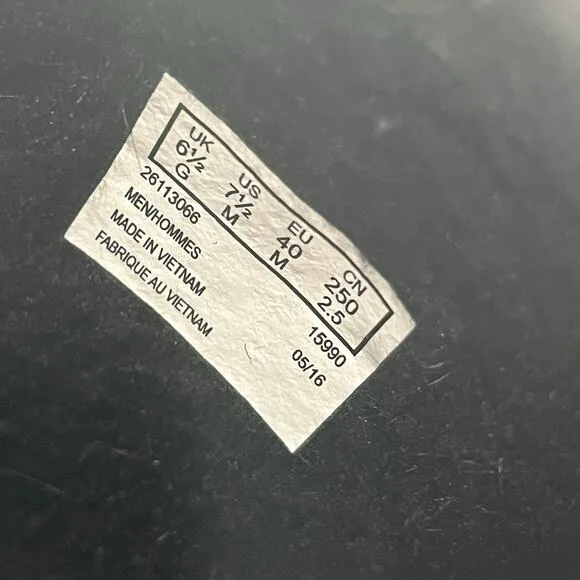 UK US EU CN
6½ 7½ 40 250
G M M 2.5
26113066 15990
MEN/HOMMES 05/16
MADE IN VIETNAM
FABRIQUE AU VIETNAM